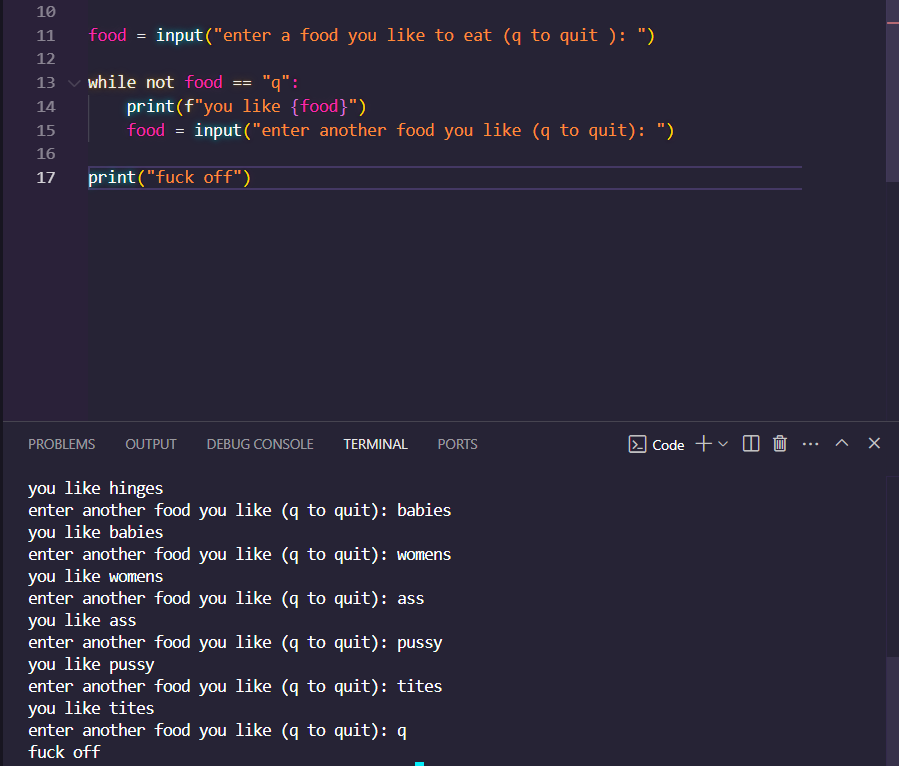 10
11 food = input("enter a food you like to eat (q to quit ): ")
12
13 while not food == "q":
14 print(f"you like {food}")
15 food = input("enter another food you like (q to quit): ")
16
17 print("fuck off")
PROBLEMS OUTPUT DEBUG CONSOLE TERMINAL PORTS Code
you like hinges
enter another food you like (q to quit): babies
you like babies
enter another food you like (q to quit): womens
you like womens
enter another food you like (q to quit): ass
you like ass
enter another food you like (q to quit): pussy
you like pussy
enter another food you like (q to quit): tites
you like tites
enter another food you like (q to quit): q
fuck off